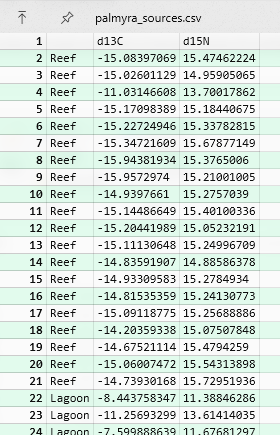 palmyra_sources.csv
1 d13C d15N
2 Reef -15.08397069 15.47462224
3 Reef -15.02601129 14.95905065
4 Reef -11.03146608 13.70017862
5 Reef -15.17098389 15.18440675
6 Reef -15.22724946 15.33782815
7 Reef -15.34721609 15.67877149
8 Reef -15.94381934 15.3765006
9 Reef -15.9572974 15.21001005
10 Reef -14.9397661 15.2757039
11 Reef -15.14486649 15.40100336
12 Reef -15.20441989 15.05232191
13 Reef -15.11130648 15.24996709
14 Reef -14.83591907 14.88586378
15 Reef -14.93309583 15.2784934
16 Reef -14.81535359 15.24130773
17 Reef -15.09118775 15.25688886
18 Reef -14.20359338 15.07507848
19 Reef -14.67521114 15.4794259
20 Reef -15.06007472 15.54313898
21 Reef -14.73930168 15.72951936
22 Lagoon -8.443758347 11.38846286
23 Lagoon -11.25693299 13.61414035
24 Lagoon -7.599888639 11.67681297